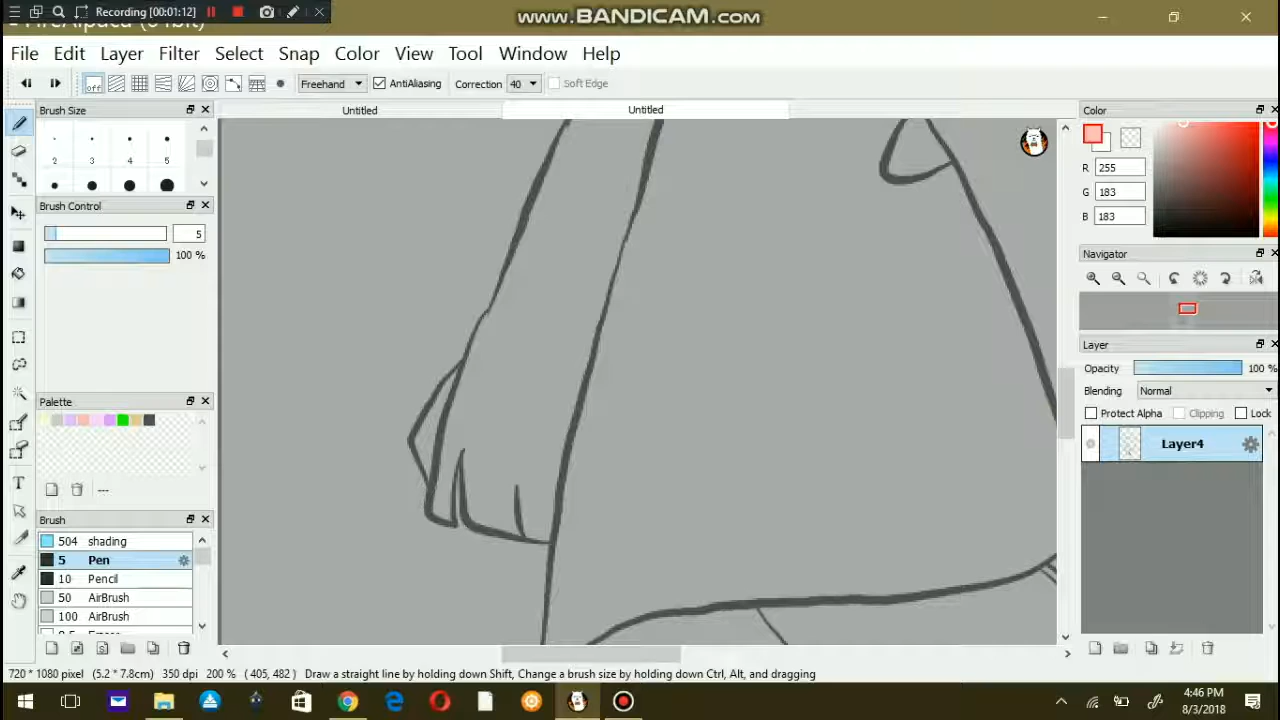 Recording [00:01:12]
www.BANDICAM.com
File Edit Layer Filter Select Snap Color View Tool Window Help
off Freehand AntiAliasing Correction 40 Soft Edge
Brush Size
2 3 4 5
Brush Control
5
100 %
Palette
---
Brush
504 shading
5 Pen
10 Pencil
50 AirBrush
100 AirBrush
Untitled Untitled
Color
R 255
G 183
B 183
Navigator
Layer
Opacity 100 %
Blending Normal
Protect Alpha Clipping Lock
Layer4
720 * 1080 pixel (5.2 * 7.8cm) 350 dpi 200 % ( 405, 482 ) Draw a straight line by holding down Shift, Change a brush size by holding down Ctrl, Alt, and dragging
4:46 PM
8/3/2018